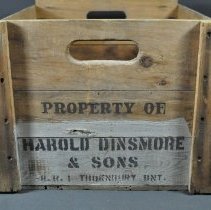 PROPERTY OF
HAROLD DINSMORE
& SONS
R.R.1 THORNBURY ONT.